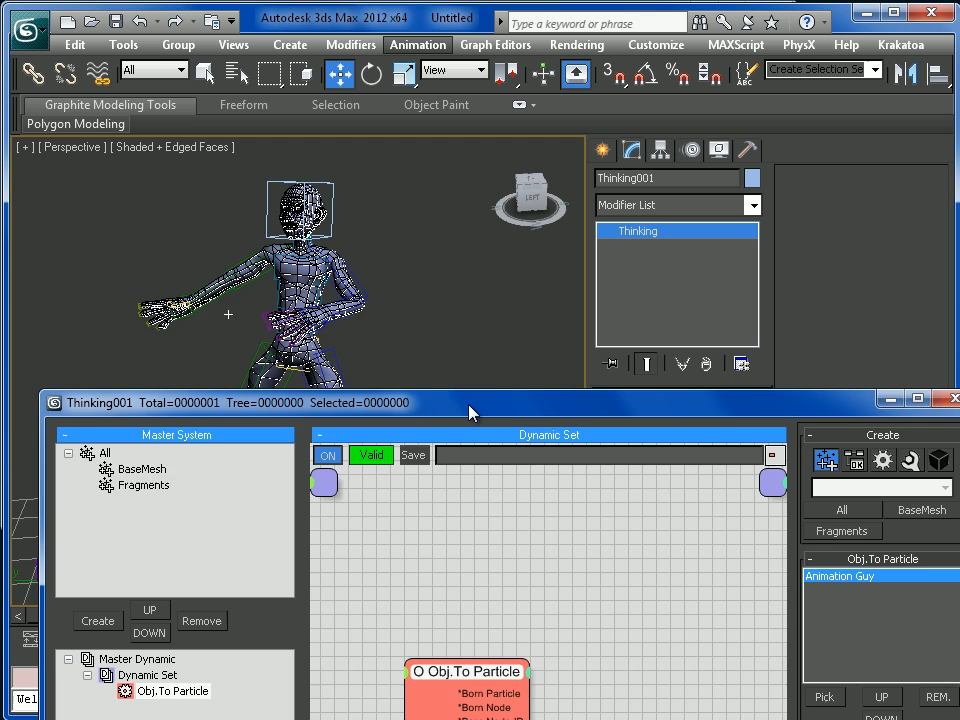 Autodesk 3ds Max 2012 x64 Untitled
Type a keyword or phrase
Edit Tools Group Views Create Modifiers Animation Graph Editors Rendering Customize MAXScript PhysX Help Krakatoa
All
View
3
ABC
Create Selection Se
Graphite Modeling Tools Freeform Selection Object Paint
Polygon Modeling
[ + ] [ Perspective ] [ Shaded + Edged Faces ]
LEFT
Thinking001
Modifier List
Thinking
Thinking001 Total=0000001 Tree=0000000 Selected=0000000
- Master System
- Dynamic Set
- Create
ON Valid Save
All
BaseMesh
Fragments
All BaseMesh
Fragments
- Obj.To Particle
Animation Guy
Create UP Remove
DOWN
Master Dynamic
Dynamic Set
Obj.To Particle
O Obj.To Particle
*Born Particle
*Born Node
Pick UP REM.
DOWN
Wel